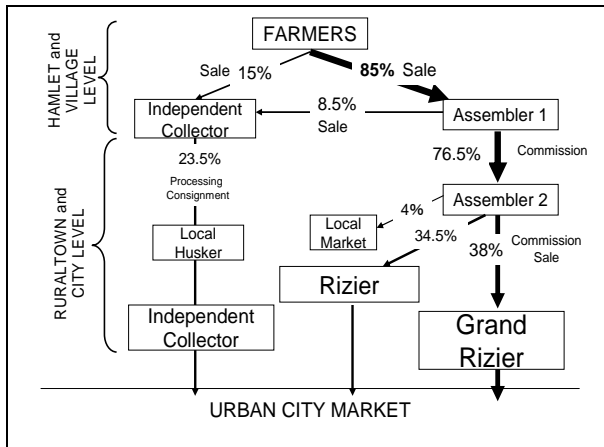 FARMERS
HAMLET and
VILLAGE
LEVEL
Sale 15%
85% Sale
Independent
Collector
8.5%
Sale
Assembler 1
23.5%
76.5%
Commission
Processing
Consignment
Assembler 2
RURALTOWN and
CITY LEVEL
Local
Husker
Local
Market
4%
34.5%
38%
Commission
Sale
Rizier
Independent
Collector
Grand
Rizier
URBAN CITY MARKET